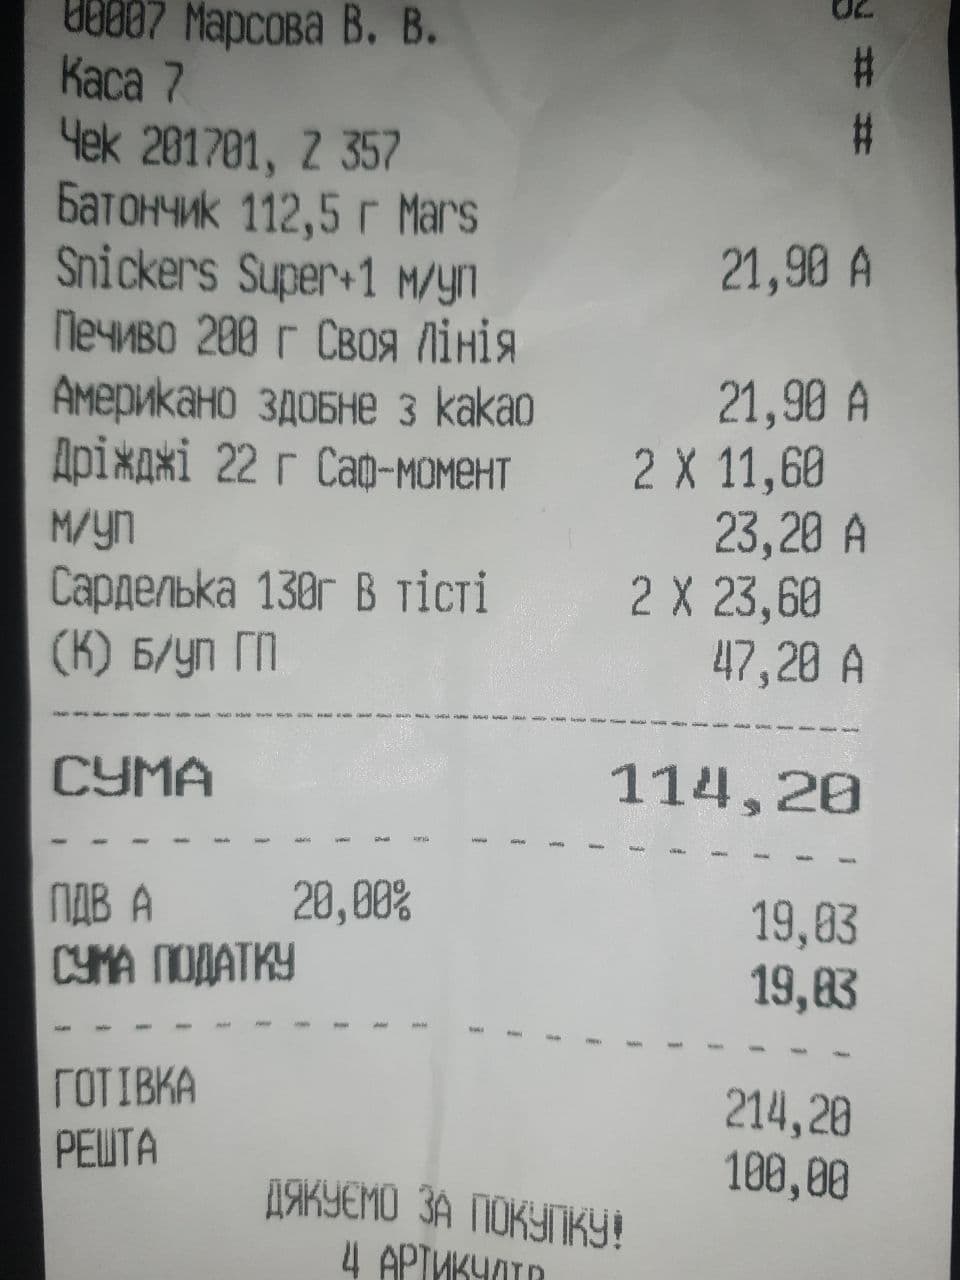 00007 Марсова В. В. 02
Каса 7 #
Чек 201701, Z 357 #
Батончик 112,5 г Mars
Snickers Super+1 м/уп 21,90 А
Печиво 200 г Своя Лінія
Американо здобне з какао 21,90 А
Дріжджі 22 г Саф-момент 2 X 11,60
м/уп 23,20 А
Сарделька 130г В тісті 2 X 23,60
(К) Б/уп ГП 47,20 А
СУМА 114,20
ПДВ А 20,00% 19,03
СУМА ПОДАТКУ 19,03
ГОТІВКА 214,20
РЕШТА 100,00
ДЯКУЄМО ЗА ПОКУПКУ!
4 АРТИКУЛІВ